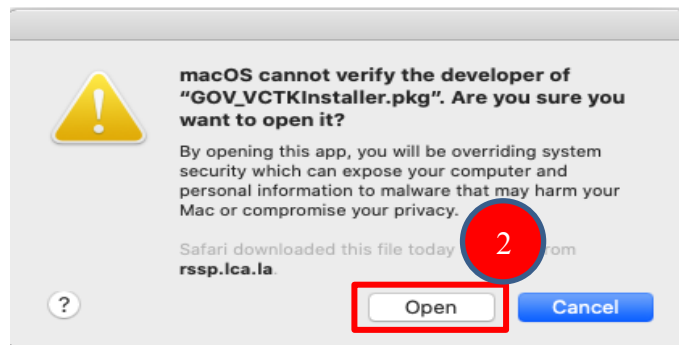 macOS cannot verify the developer of
“GOV_VCTKInstaller.pkg”. Are you sure you
want to open it?
By opening this app, you will be overriding system
security which can expose your computer and
personal information to malware that may harm your
Mac or compromise your privacy.
Safari downloaded this file today
rssp.lca.la.
2
?
Open
Cancel